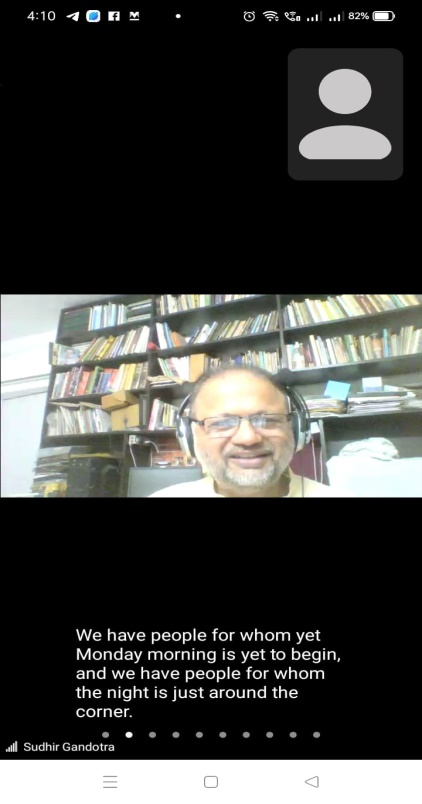 4:10
82%
We have people for whom yet
Monday morning is yet to begin,
and we have people for whom
the night is just around the
corner.
Sudhir Gandotra